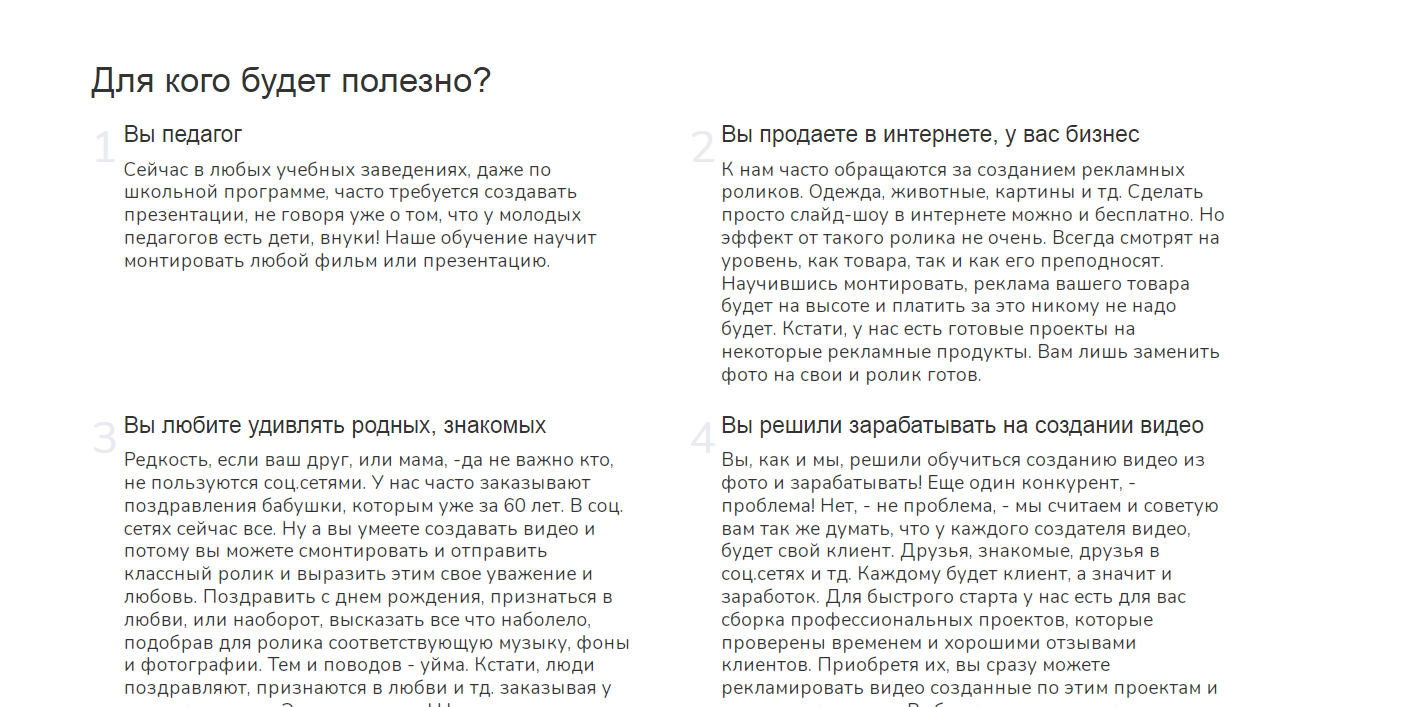 Для кого будет полезно?
1
Вы педагог
Сейчас в любых учебных заведениях, даже по
школьной программе, часто требуется создавать
презентации, не говоря уже о том, что у молодых
педагогов есть дети, внуки! Наше обучение научит
монтировать любой фильм или презентацию.
2
Вы продаете в интернете, у вас бизнес
К нам часто обращаются за созданием рекламных
роликов. Одежда, животные, картины и тд. Сделать
просто слайд-шоу в интернете можно и бесплатно. Но
эффект от такого ролика не очень. Всегда смотрят на
уровень, как товара, так и как его преподносят.
Научившись монтировать, реклама вашего товара
будет на высоте и платить за это никому не надо
будет. Кстати, у нас есть готовые проекты на
некоторые рекламные продукты. Вам лишь заменить
фото на свои и ролик готов.
3
Вы любите удивлять родных, знакомых
Редкость, если ваш друг, или мама, -да не важно кто,
не пользуются соц.сетями. У нас часто заказывают
поздравления бабушки, которым уже за 60 лет. В соц.
сетях сейчас все. Ну а вы умеете создавать видео и
потому вы можете смонтировать и отправить
классный ролик и выразить этим свое уважение и
любовь. Поздравить с днем рождения, признаться в
любви, или наоборот, высказать все что наболело,
подобрав для ролика соответствующую музыку, фоны
и фотографии. Тем и поводов - уйма. Кстати, люди
поздравляют, признаются в любви и тд. заказывая у
4
Вы решили зарабатывать на создании видео
Вы, как и мы, решили обучиться созданию видео из
фото и зарабатывать! Еще один конкурент, -
проблема! Нет, - не проблема, - мы считаем и советую
вам так же думать, что у каждого создателя видео,
будет свой клиент. Друзья, знакомые, друзья в
соц.сетях и тд. Каждому будет клиент, а значит и
заработок. Для быстрого старта у нас есть для вас
сборка профессиональных проектов, которые
проверены временем и хорошими отзывами
клиентов. Приобретя их, вы сразу можете
рекламировать видео созданные по этим проектам и